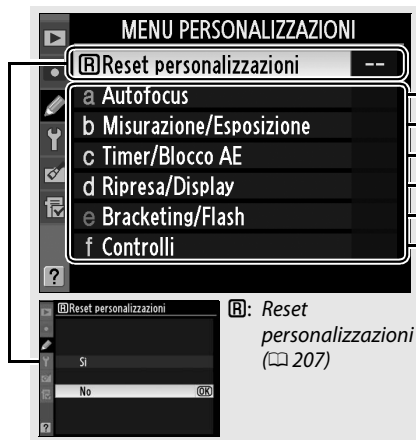 MENU PERSONALIZZAZIONI
R Reset personalizzazioni --
a Autofocus
b Misurazione/Esposizione
c Timer/Blocco AE
d Ripresa/Display
e Bracketing/Flash
f Controlli
?
R Reset personalizzazioni
Sì
No OK
?
R: Reset
personalizzazioni
(207)